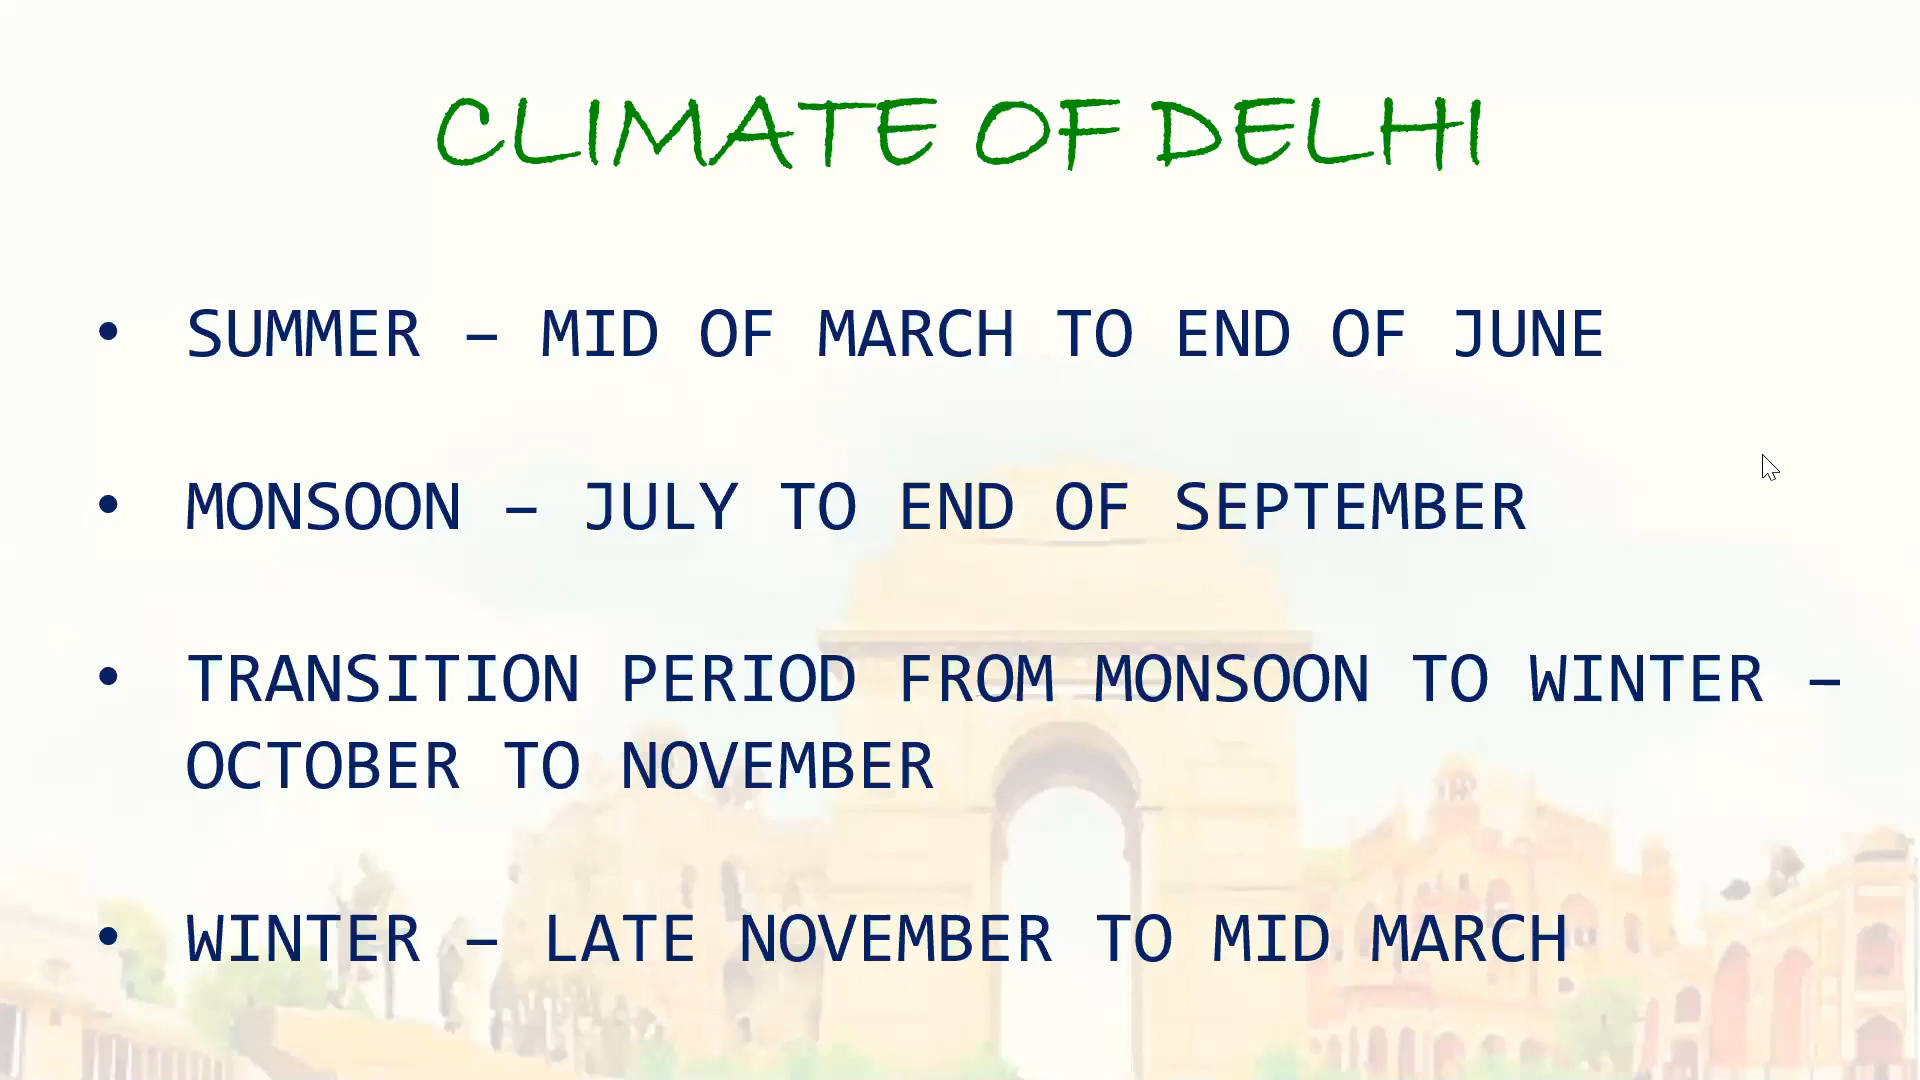 CLIMATE OF DELHI
• SUMMER – MID OF MARCH TO END OF JUNE
• MONSOON – JULY TO END OF SEPTEMBER
• TRANSITION PERIOD FROM MONSOON TO WINTER –
OCTOBER TO NOVEMBER
• WINTER – LATE NOVEMBER TO MID MARCH